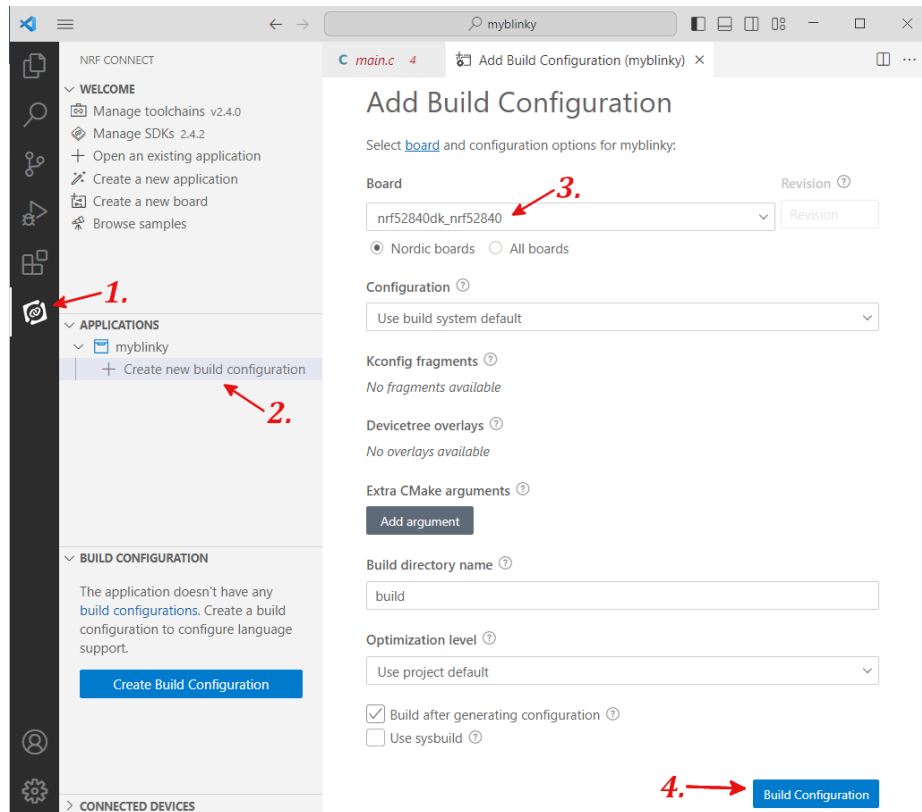 myblinky
NRF CONNECT
WELCOME
Manage toolchains v2.4.0
Manage SDKs 2.4.2
Open an existing application
Create a new application
Create a new board
Browse samples
1.
APPLICATIONS
myblinky
Create new build configuration
2.
BUILD CONFIGURATION
The application doesn't have any
build configurations. Create a build
configuration to configure language
support.
Create Build Configuration
CONNECTED DEVICES
C main.c 4
Add Build Configuration (myblinky)
Add Build Configuration
Select board and configuration options for myblinky:
Board
Revision
3.
nrf52840dk_nrf52840
Revision
Nordic boards All boards
Configuration
Use build system default
Kconfig fragments
No fragments available
Devicetree overlays
No overlays available
Extra CMake arguments
Add argument
Build directory name
build
Optimization level
Use project default
Build after generating configuration
Use sysbuild
4.
Build Configuration